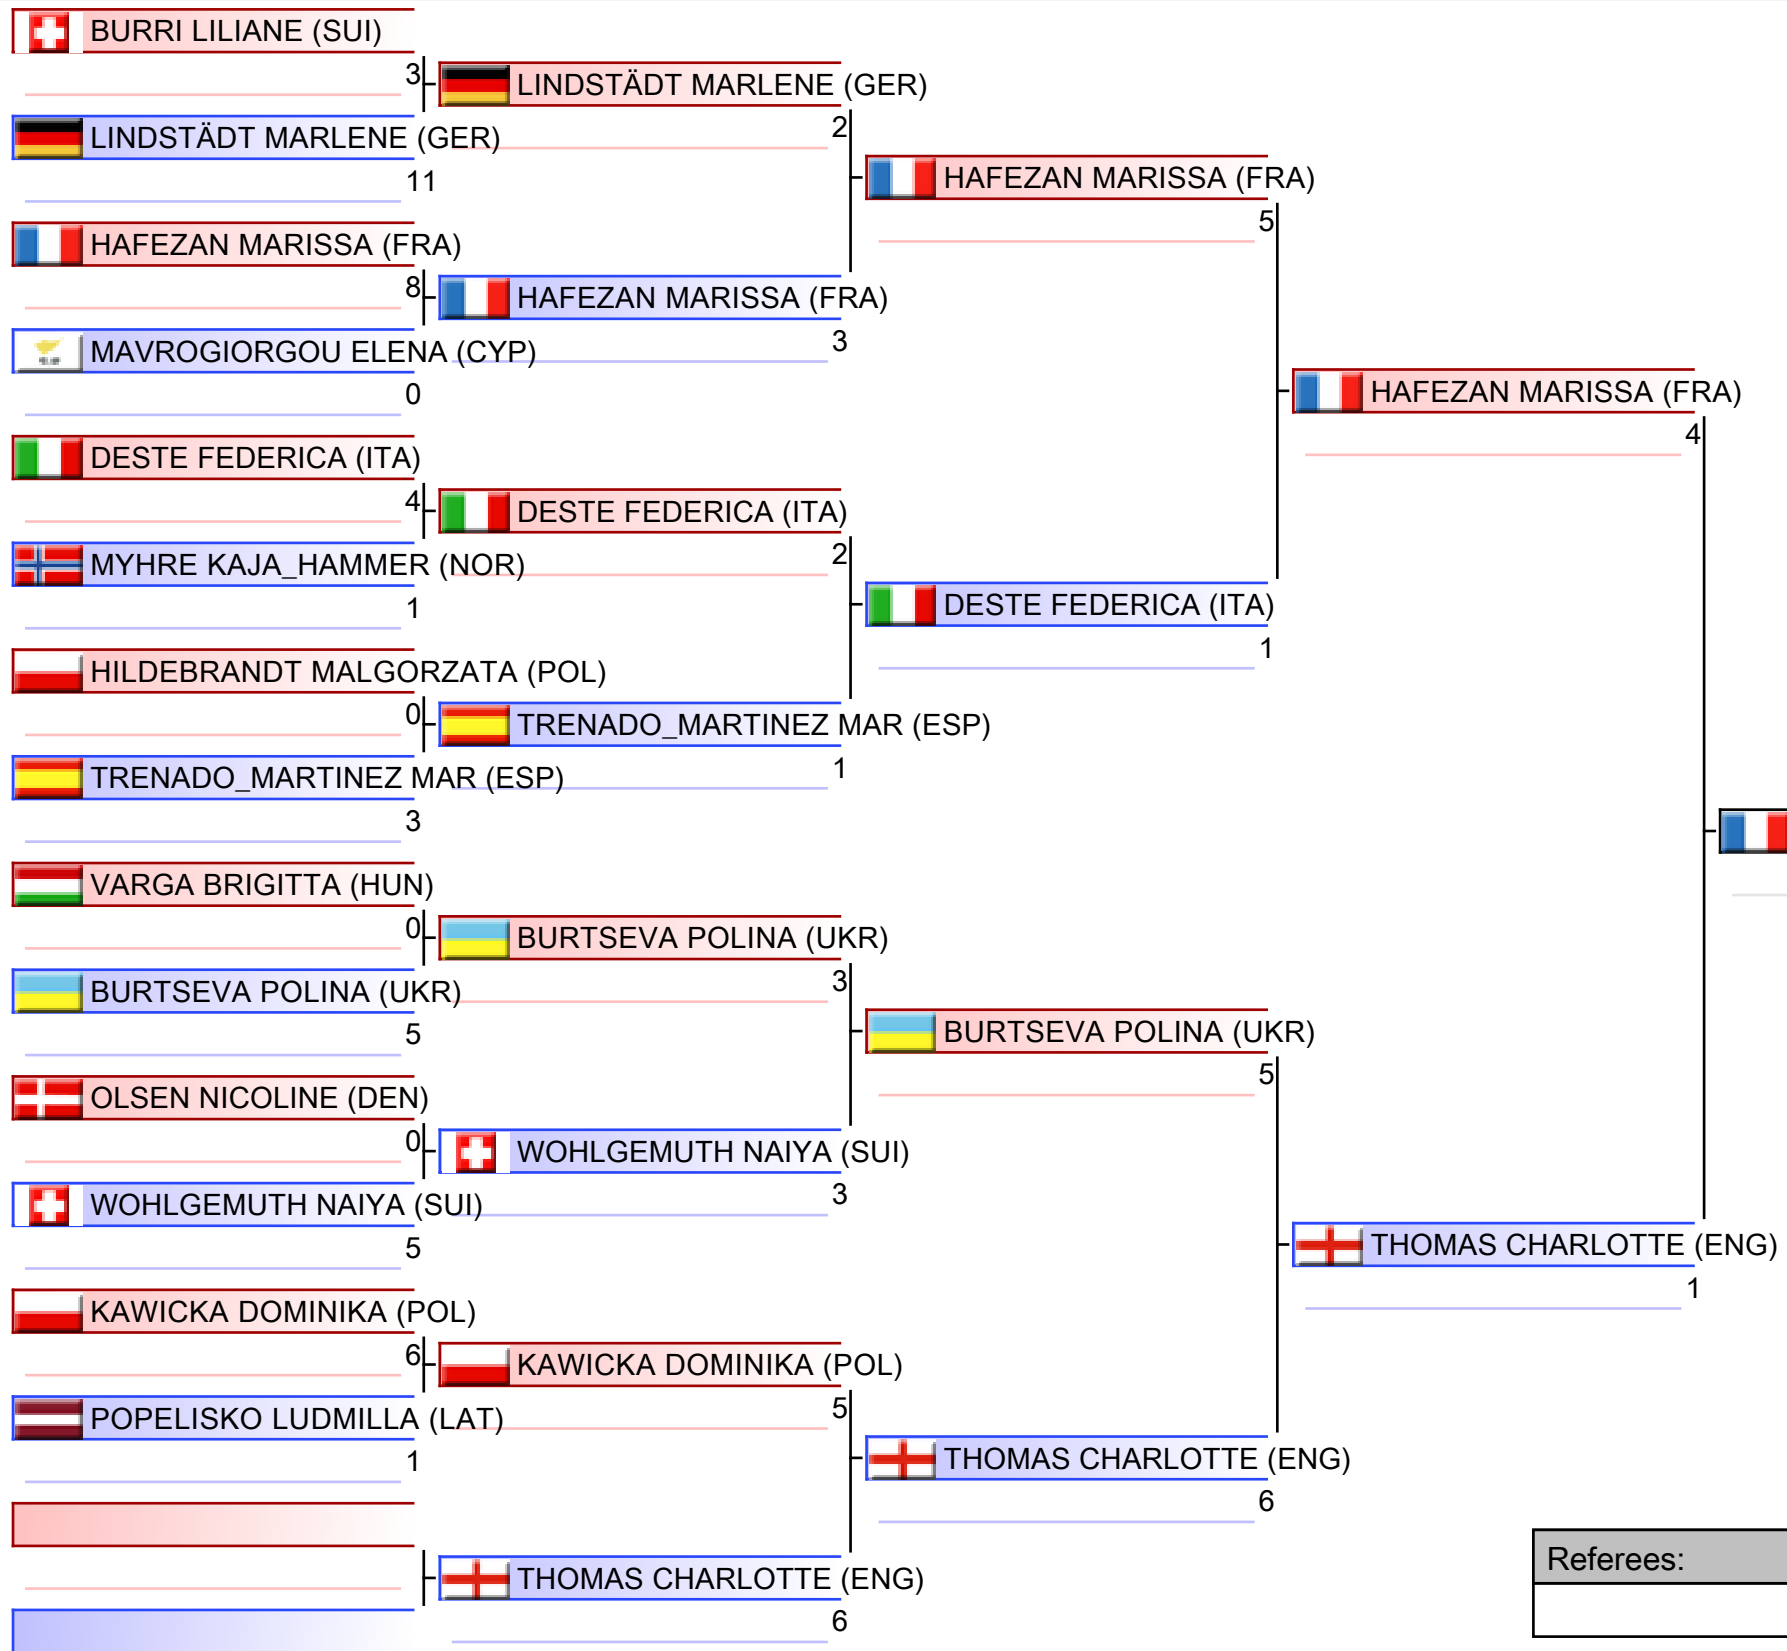 BURRI LILIANE (SUI)
3
LINDSTÄDT MARLENE (GER)
11
HAFEZAN MARISSA (FRA)
8
MAVROGIORGOU ELENA (CYP)
0
DESTE FEDERICA (ITA)
4
MYHRE KAJA_HAMMER (NOR)
1
HILDEBRANDT MALGORZATA (POL)
0
TRENADO_MARTINEZ MAR (ESP)
3
VARGA BRIGITTA (HUN)
0
BURTSEVA POLINA (UKR)
5
OLSEN NICOLINE (DEN)
0
WOHLGEMUTH NAIYA (SUI)
5
KAWICKA DOMINIKA (POL)
6
POPELISKO LUDMILLA (LAT)
1
LINDSTÄDT MARLENE (GER)
2
HAFEZAN MARISSA (FRA)
3
DESTE FEDERICA (ITA)
2
TRENADO_MARTINEZ MAR (ESP)
1
BURTSEVA POLINA (UKR)
3
WOHLGEMUTH NAIYA (SUI)
3
KAWICKA DOMINIKA (POL)
5
THOMAS CHARLOTTE (ENG)
6
HAFEZAN MARISSA (FRA)
5
DESTE FEDERICA (ITA)
1
BURTSEVA POLINA (UKR)
5
THOMAS CHARLOTTE (ENG)
6
HAFEZAN MARISSA (FRA)
4
THOMAS CHARLOTTE (ENG)
1
Referees: